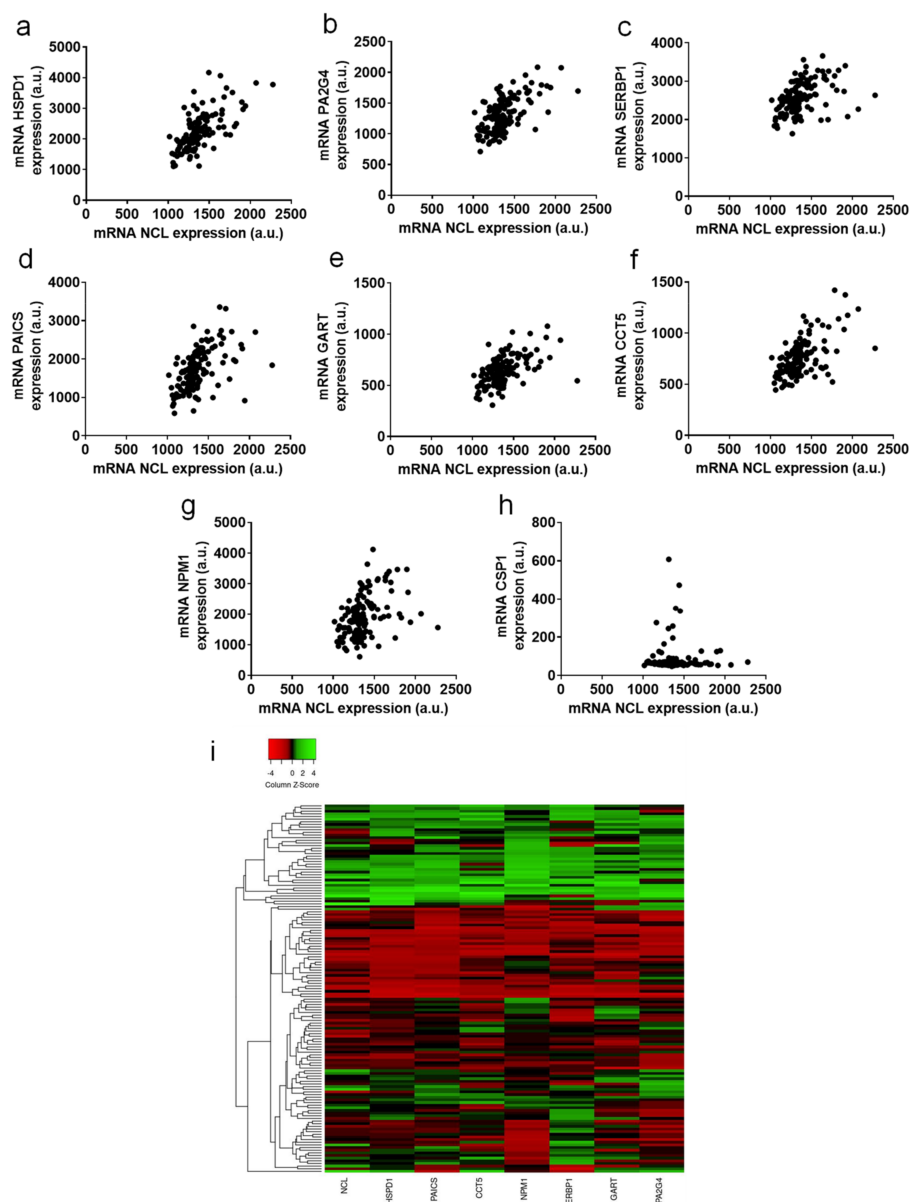 a
mRNA HSPD1
expression (a.u.)
5000
4000
3000
2000
1000
0
0 500 1000 1500 2000 2500
mRNA NCL expression (a.u.)
b
mRNA PA2G4
expression (a.u.)
2500
2000
1500
1000
500
0
0 500 1000 1500 2000 2500
mRNA NCL expression (a.u.)
c
mRNA SERBP1
expression (a.u.)
4000
3000
2000
1000
0
0 500 1000 1500 2000 2500
mRNA NCL expression (a.u.)
d
mRNA PAICS
expression (a.u.)
4000
3000
2000
1000
0
0 500 1000 1500 2000 2500
mRNA NCL expression (a.u.)
e
mRNA GART
expression (a.u.)
1500
1000
500
0
0 500 1000 1500 2000 2500
mRNA NCL expression (a.u.)
f
mRNA CCT5
expression (a.u.)
1500
1000
500
0
0 500 1000 1500 2000 2500
mRNA NCL expression (a.u.)
g
mRNA NPM1
expression (a.u.)
5000
4000
3000
2000
1000
0
0 500 1000 1500 2000 2500
mRNA NCL expression (a.u.)
h
mRNA CSP1
expression (a.u.)
800
600
400
200
0
0 500 1000 1500 2000 2500
mRNA NCL expression (a.u.)
i
-4 -2 0 2 4
Column Z-Score
NCL
HSPD1
PAICS
CCT5
NPM1
ERBP1
GART
PA2G4